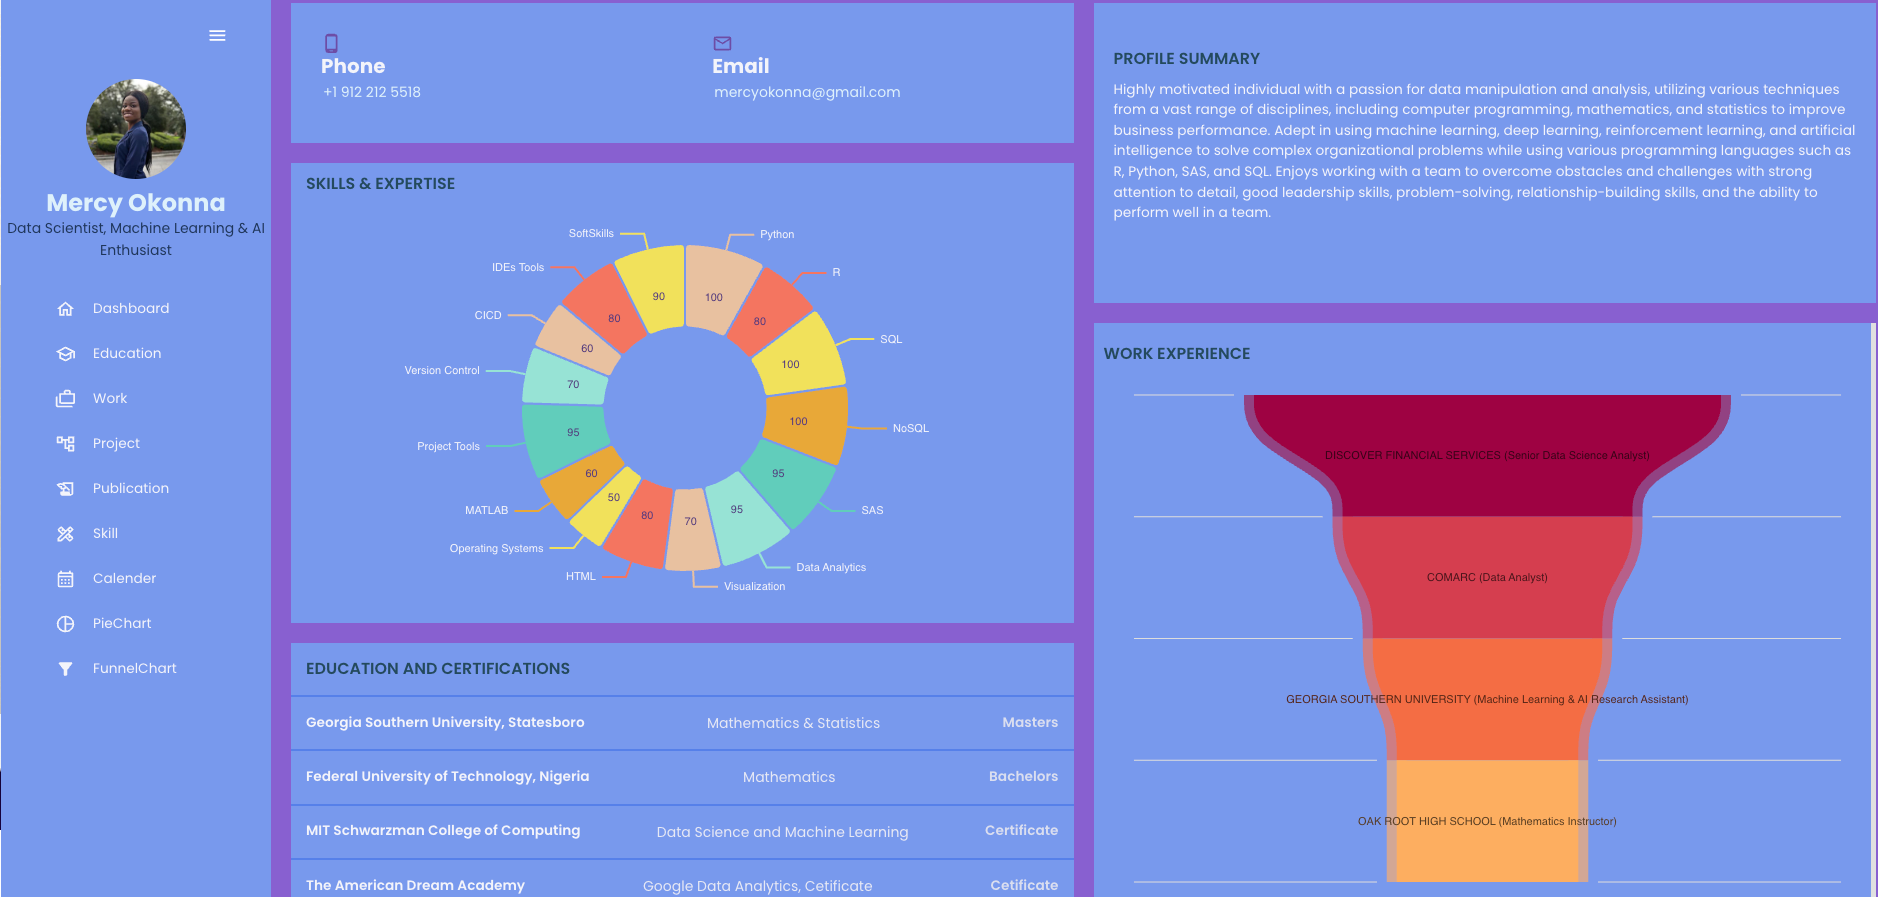 Mercy Okonna
Data Scientist, Machine Learning & AI
Enthusiast
Dashboard
Education
Work
Project
Publication
Skill
Calender
PieChart
FunnelChart
Phone
+1 912 212 5518
Email
mercyokonna@gmail.com
SKILLS & EXPERTISE
SoftSkills
Python
IDEs Tools
R
90
100
CICD
80
80
SQL
60
100
Version Control
70
100
NoSQL
Project Tools
95
60
95
MATLAB
50
SAS
80
70
95
Operating Systems
Data Analytics
HTML
Visualization
EDUCATION AND CERTIFICATIONS
Georgia Southern University, Statesboro Mathematics & Statistics Masters
Federal University of Technology, Nigeria Mathematics Bachelors
MIT Schwarzman College of Computing Data Science and Machine Learning Certificate
The American Dream Academy Google Data Analytics, Cetificate Cetificate
PROFILE SUMMARY
Highly motivated individual with a passion for data manipulation and analysis, utilizing various techniques
from a vast range of disciplines, including computer programming, mathematics, and statistics to improve
business performance. Adept in using machine learning, deep learning, reinforcement learning, and artificial
intelligence to solve complex organizational problems while using various programming languages such as
R, Python, SAS, and SQL. Enjoys working with a team to overcome obstacles and challenges with strong
attention to detail, good leadership skills, problem-solving, relationship-building skills, and the ability to
perform well in a team.
WORK EXPERIENCE
DISCOVER FINANCIAL SERVICES (Senior Data Science Analyst)
COMARC (Data Analyst)
GEORGIA SOUTHERN UNIVERSITY (Machine Learning & AI Research Assistant)
OAK ROOT HIGH SCHOOL (Mathematics Instructor)